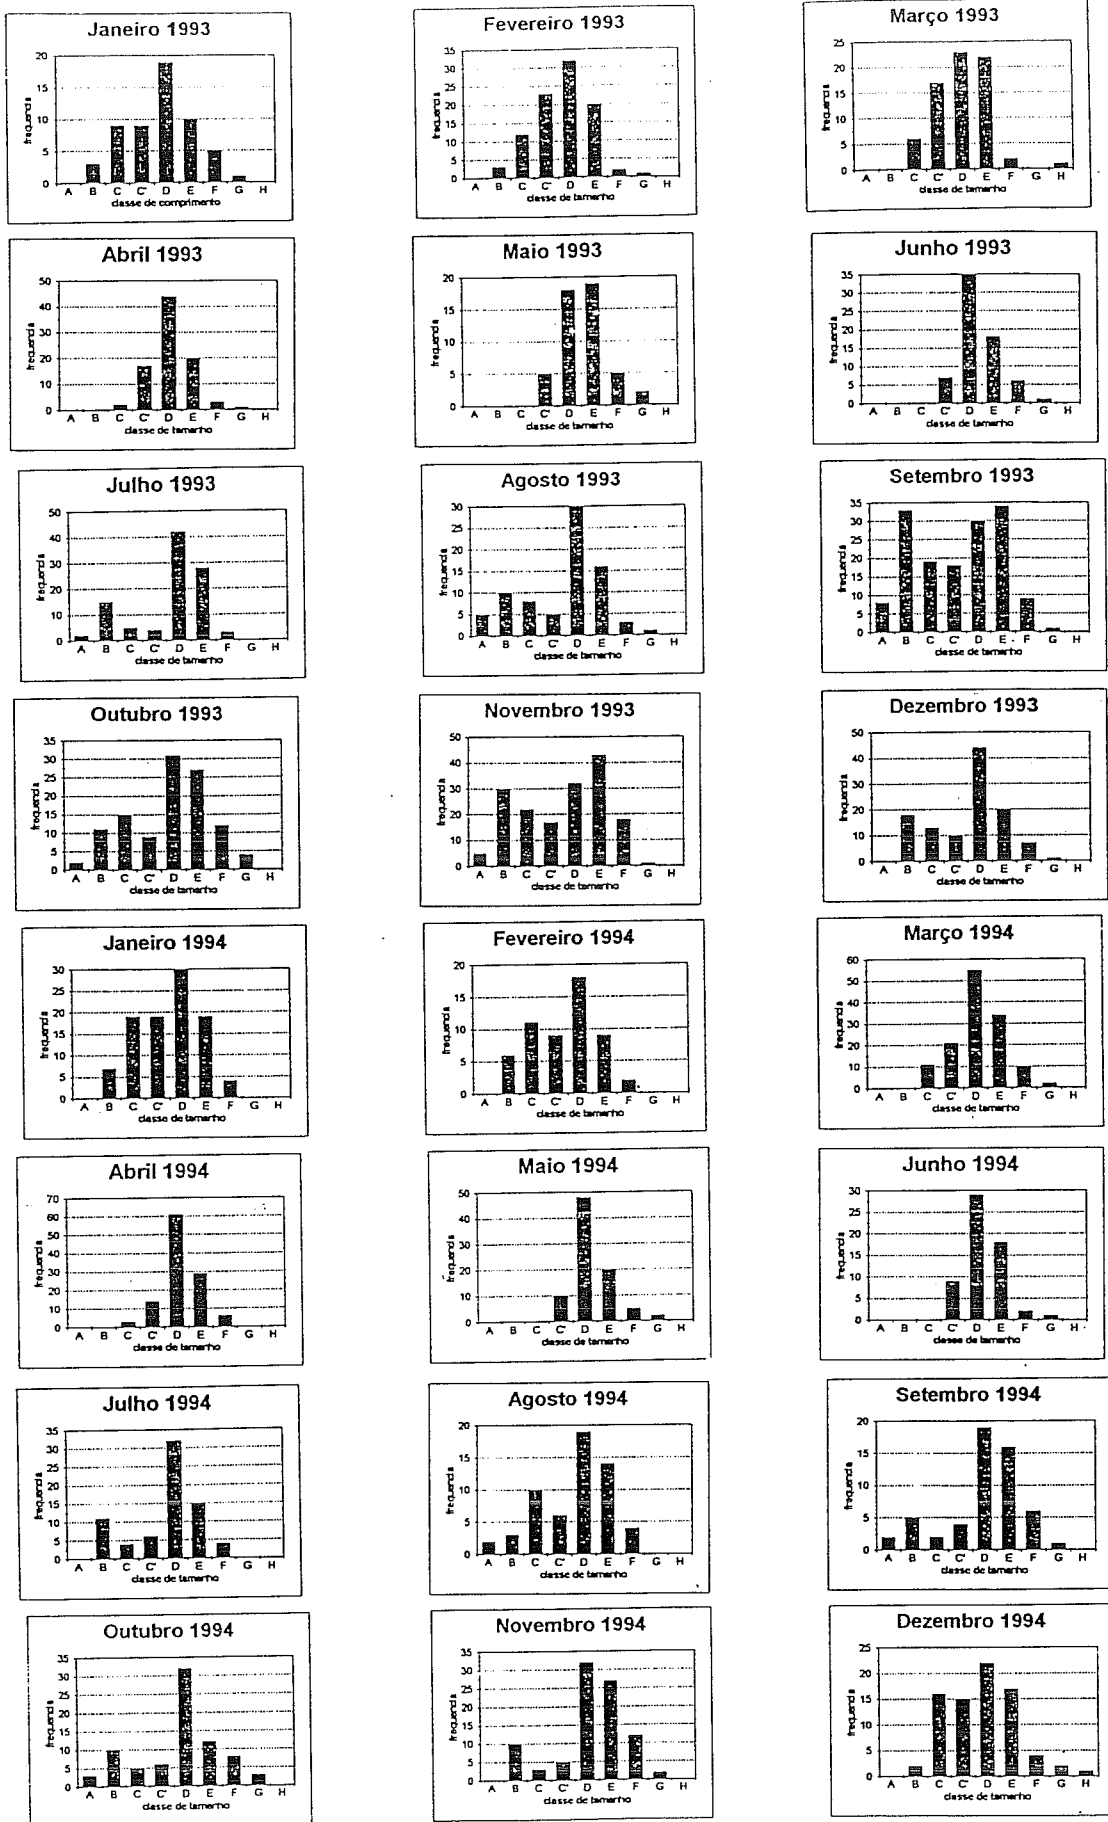 Janeiro 1993
20
15
10
5
0
frequencia
A B C C' D E F G H
classe de comprimento
Fevereiro 1993
35
30
25
20
15
10
5
0
frequencia
A B C C' D E F G H
classe de tamanho
Março 1993
25
20
15
10
5
0
frequencia
A B C C' D E F G H
classe de tamanho
Abril 1993
50
40
30
20
10
0
frequencia
A B C C' D E F G H
classe de tamanho
Maio 1993
20
15
10
5
0
frequencia
A B C C' D E F G H
classe de tamanho
Junho 1993
35
30
25
20
15
10
5
0
frequencia
A B C C' D E F G H
classe de tamanho
Julho 1993
50
40
30
20
10
0
frequencia
A B C C' D E F G H
classe de tamanho
Agosto 1993
30
25
20
15
10
5
0
frequencia
A B C C' D E F G H
classe de tamanho
Setembro 1993
35
30
25
20
15
10
5
0
frequencia
A B C C' D E F G H
classe de tamanho
Outubro 1993
35
30
25
20
15
10
5
0
frequencia
A B C C' D E F G H
classe de tamanho
Novembro 1993
50
40
30
20
10
0
frequencia
A B C C' D E F G H
classe de tamanho
Dezembro 1993
50
40
30
20
10
0
frequencia
A B C C' D E F G H
classe de tamanho
Janeiro 1994
30
25
20
15
10
5
0
frequencia
A B C C' D E F G H
classe de tamanho
Fevereiro 1994
20
15
10
5
0
frequencia
A B C C' D E F G H
classe de tamanho
Março 1994
60
50
40
30
20
10
0
frequencia
A B C C' D E F G H
classe de tamanho
Abril 1994
70
60
50
40
30
20
10
0
frequencia
A B C C' D E F G H
classe de tamanho
Maio 1994
50
40
30
20
10
0
frequencia
A B C C' D E F G H
classe de tamanho
Junho 1994
30
25
20
15
10
5
0
frequencia
A B C C' D E F G H
classe de tamanho
Julho 1994
35
30
25
20
15
10
5
0
frequencia
A B C C' D E F G H
classe de tamanho
Agosto 1994
20
15
10
5
0
frequencia
A B C C' D E F G H
classe de tamanho
Setembro 1994
20
15
10
5
0
frequencia
A B C C' D E F G H
classe de tamanho
Outubro 1994
35
30
25
20
15
10
5
0
frequencia
A B C C' D E F G H
classe de tamanho
Novembro 1994
35
30
25
20
15
10
5
0
frequencia
A B C C' D E F G H
classe de tamanho
Dezembro 1994
25
20
15
10
5
0
frequencia
A B C C' D E F G H
classe de tamanho